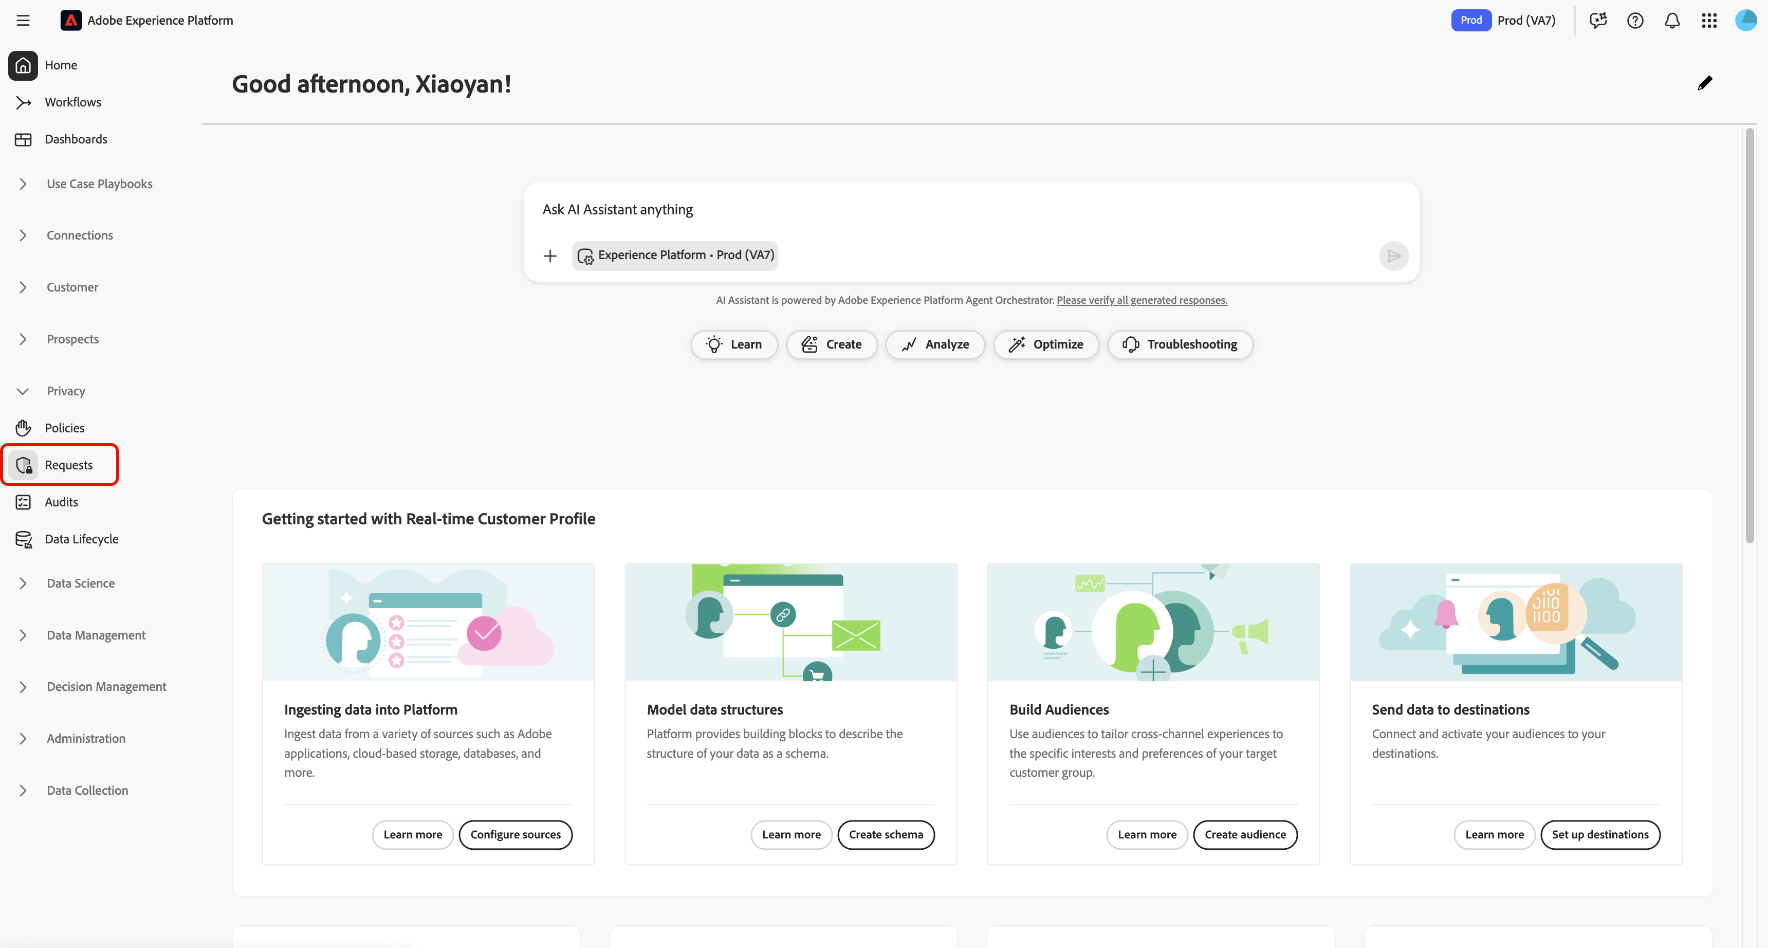 Adobe Experience Platform
Prod
Prod (VA7)
Home
Workflows
Dashboards
Use Case Playbooks
Connections
Customer
Prospects
Privacy
Policies
Requests
Audits
Data Lifecycle
Data Science
Data Management
Decision Management
Administration
Data Collection
Good afternoon, Xiaoyan!
Ask AI Assistant anything
Experience Platform • Prod (VA7)
AI Assistant is powered by Adobe Experience Platform Agent Orchestrator. Please verify all generated responses.
Learn
Create
Analyze
Optimize
Troubleshooting
Getting started with Real-time Customer Profile
Ingesting data into Platform
Ingest data from a variety of sources such as Adobe
applications, cloud-based storage, databases, and
more.
Learn more
Configure sources
Model data structures
Platform provides building blocks to describe the
structure of your data as a schema.
Learn more
Create schema
Build Audiences
Use audiences to tailor cross-channel experiences to
the specific interests and preferences of your target
customer group.
Learn more
Create audience
Send data to destinations
Connect and activate your audiences to your
destinations.
Learn more
Set up destinations